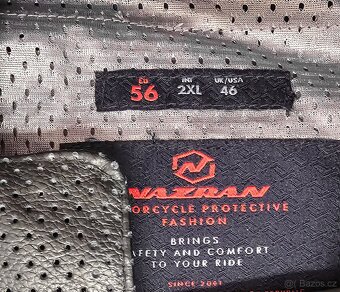 EU INT UK/USA
56 2XL 46
NAZRAN
ORCYCLE PROTECTIVE
FASHION
BRINGS
AFETY AND COMFORT
TO YOUR RIDE
SINCE 2001
Bazos.cz